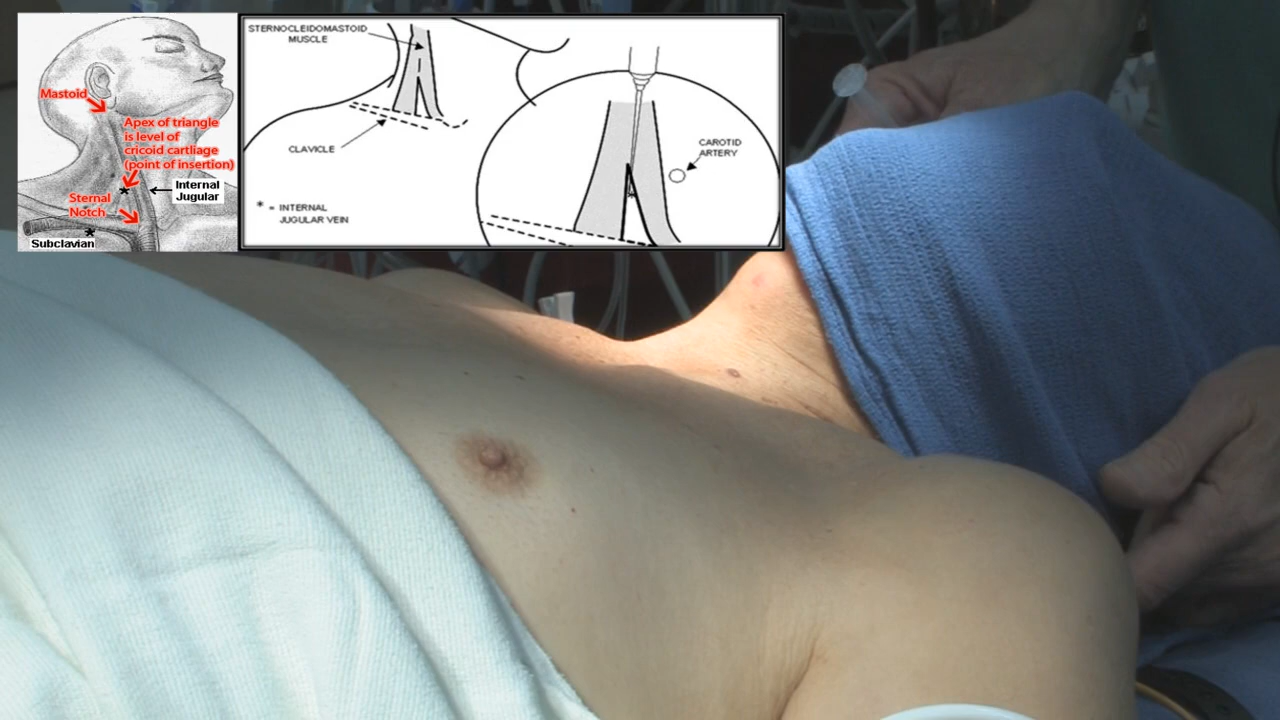 Mastoid
Apex of triangle
is level of
cricoid cartliage
(point of insertion)
Internal
Jugular
Sternal
Notch
Subclavian
STERNOCLEIDOMASTOID
MUSCLE
CLAVICLE
* = INTERNAL
JUGULAR VEIN
CAROTID
ARTERY